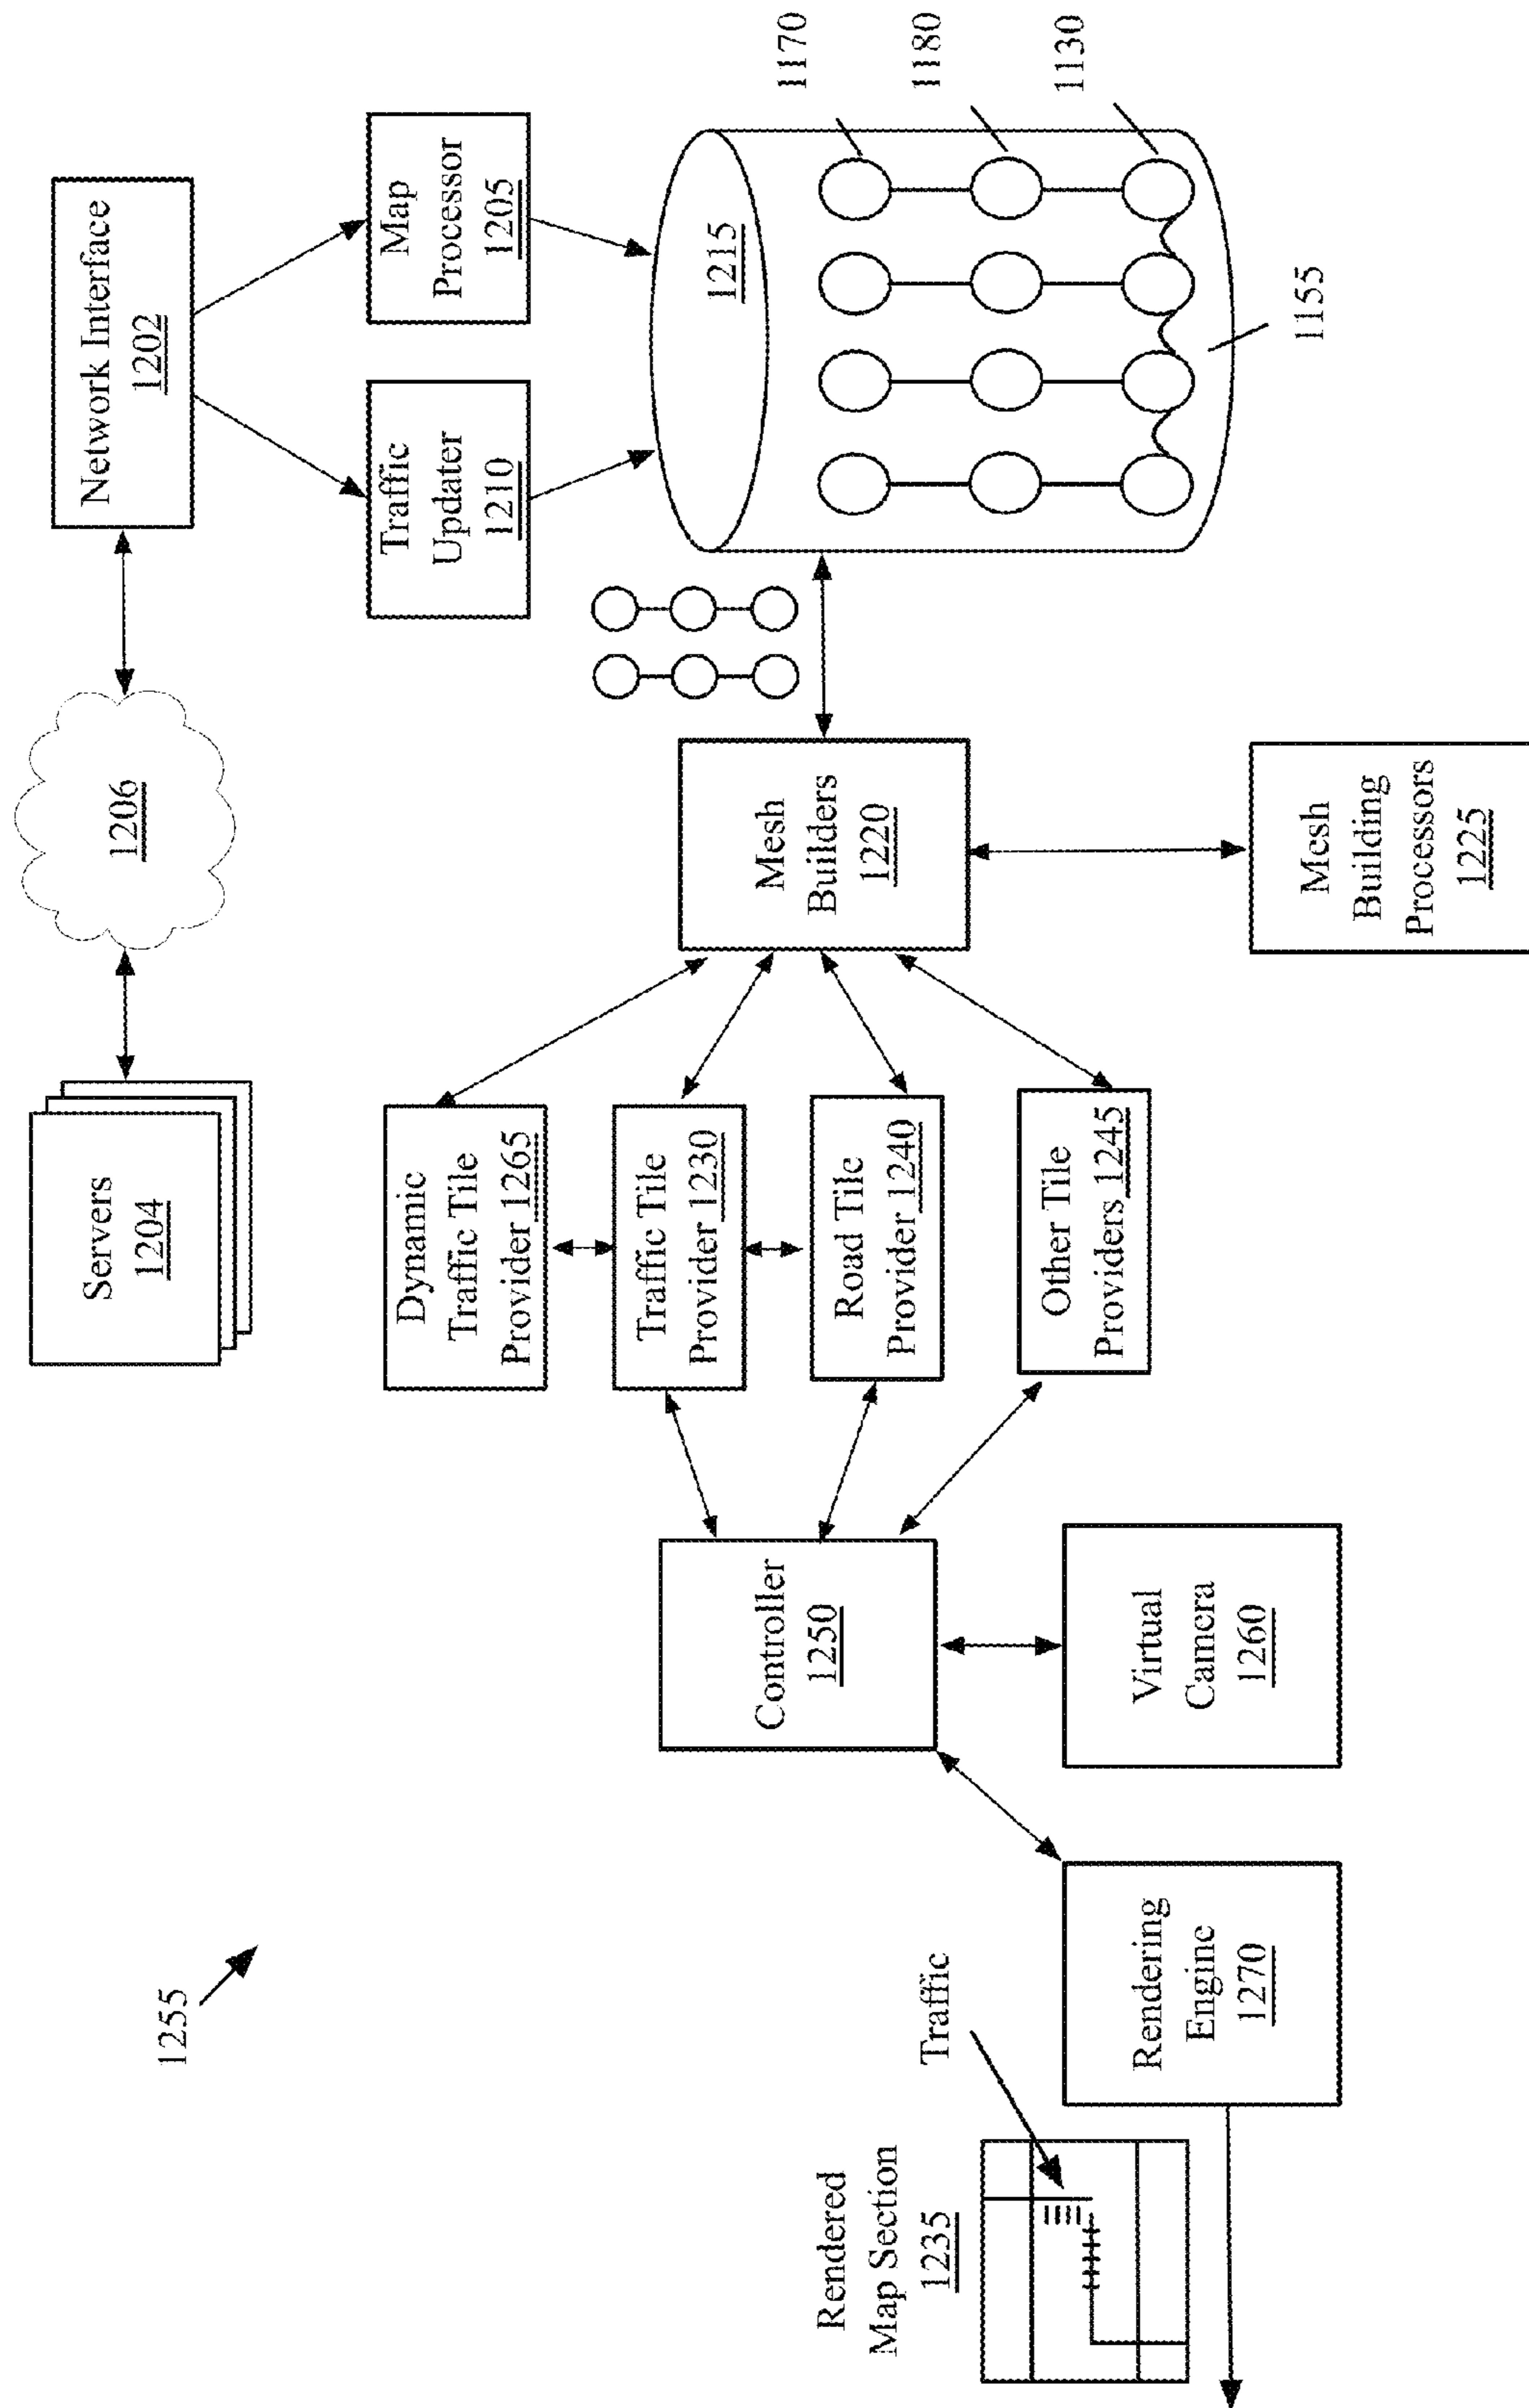 1255
Servers
1204
1206
Network Interface
1202
Rendered
Map Section
1235
Traffic
Rendering
Engine
1270
Controller
1250
Virtual
Camera
1260
Dynamic
Traffic Tile
Provider 1265
Traffic Tile
Provider 1230
Road Tile
Provider 1240
Other Tile
Providers 1245
Mesh
Builders
1220
Mesh
Building
Processors
1225
Traffic
Updater
1210
Map
Processor
1205
1215
1170
1180
1130
1155